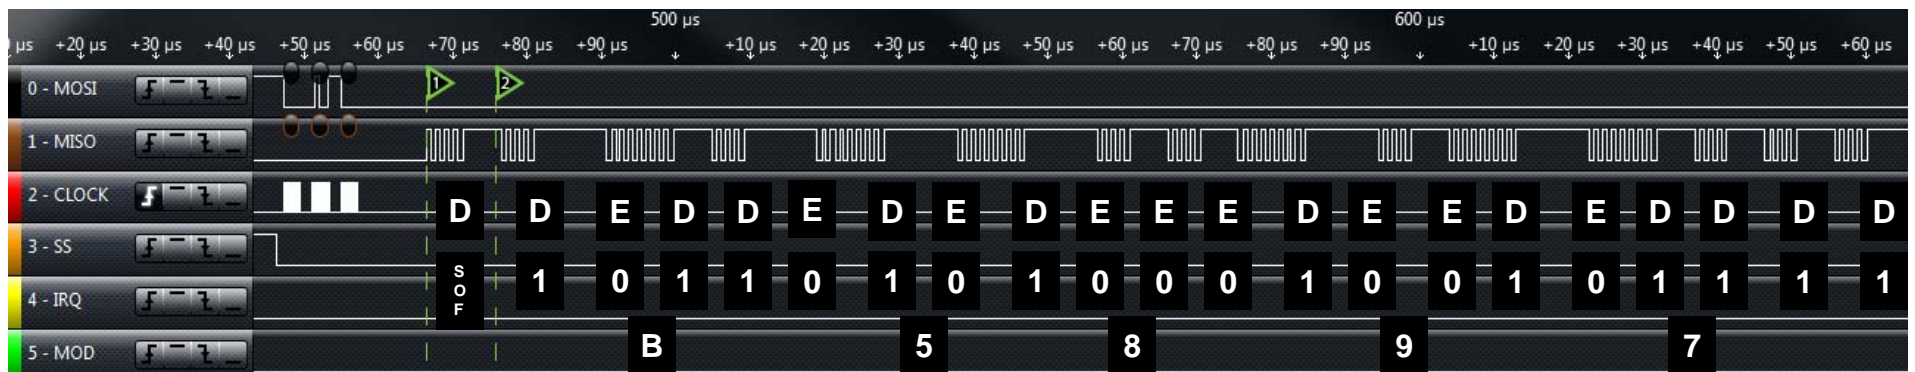 500 µs 600 µs
µs +20 µs +30 µs +40 µs +50 µs +60 µs +70 µs +80 µs +90 µs +10 µs +20 µs +30 µs +40 µs +50 µs +60 µs +70 µs +80 µs +90 µs +10 µs +20 µs +30 µs +40 µs +50 µs +60 µs
0 - MOSI 1 2
1 - MISO
2 - CLOCK D D E D D E D E D E E E D E E D E D D D D
3 - SS
SOF 1 0 1 1 0 1 0 1 0 0 0 1 0 0 1 0 1 1 1 1
4 - IRQ
5 - MOD B 5 8 9 7